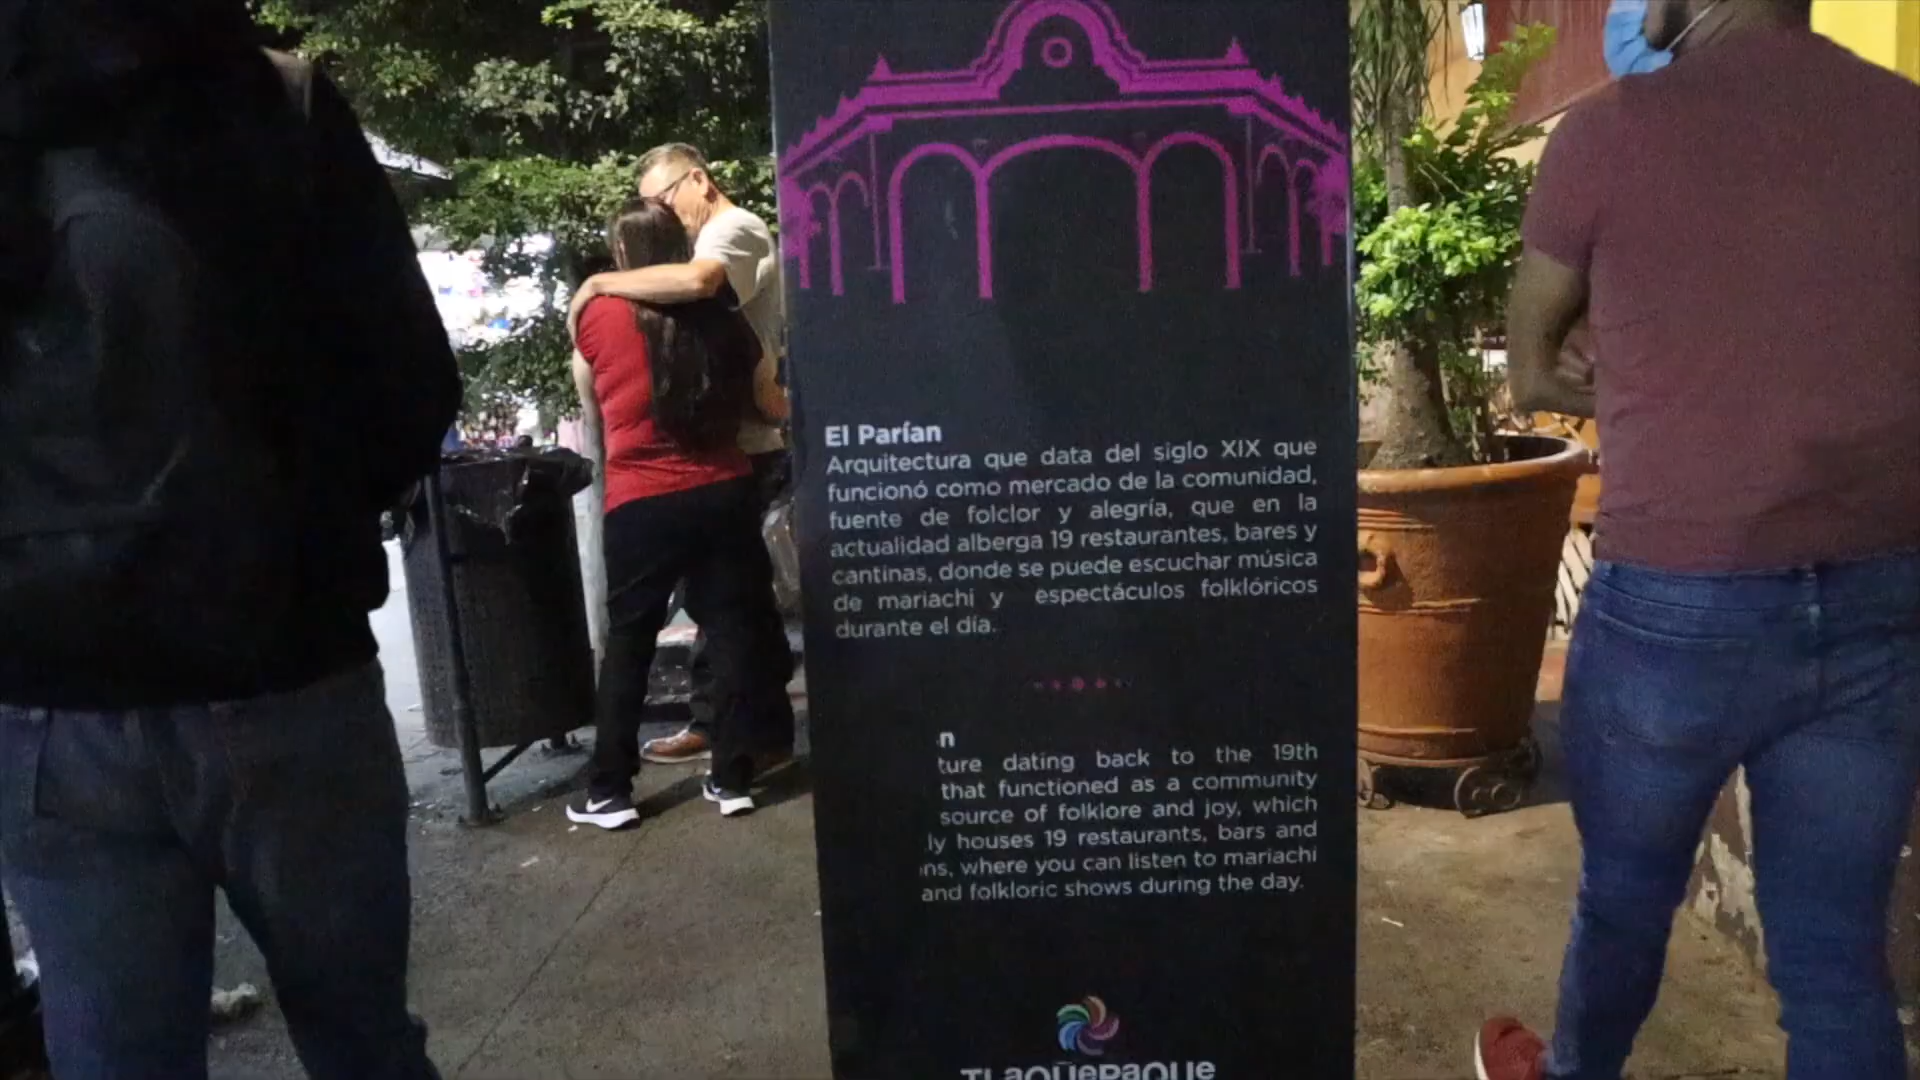 El Parían
Arquitectura que data del siglo XIX que
funcionó como mercado de la comunidad,
fuente de folclor y alegría, que en la
actualidad alberga 19 restaurantes, bares y
cantinas, donde se puede escuchar música
de mariachi y espectáculos folklóricos
durante el día.
n
ture dating back to the 19th
that functioned as a community
source of folklore and joy, which
ly houses 19 restaurants, bars and
ns, where you can listen to mariachi
and folkloric shows during the day.
TLaQUePaQUe